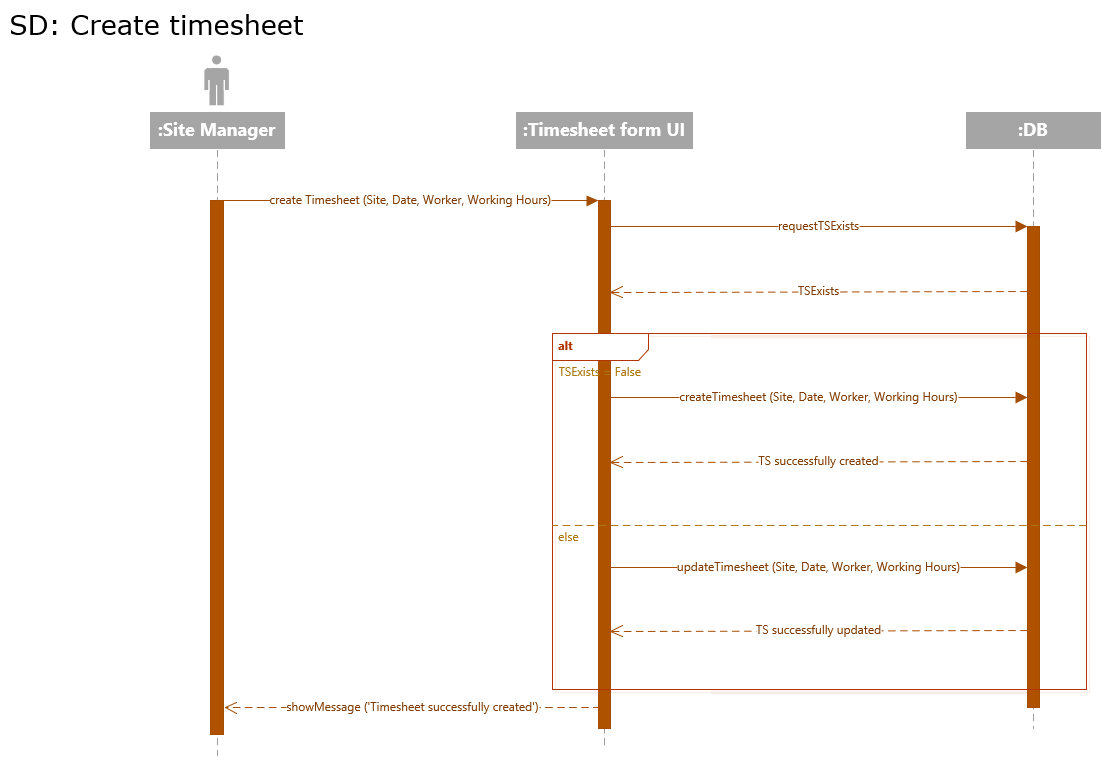 SD: Create timesheet
:Site Manager
:Timesheet form UI
:DB
create Timesheet (Site, Date, Worker, Working Hours)
requestTSExists
TSExists
alt
TSExists = False
createTimesheet (Site, Date, Worker, Working Hours)
TS successfully created
else
updateTimesheet (Site, Date, Worker, Working Hours)
TS successfully updated
showMessage ('Timesheet successfully created')